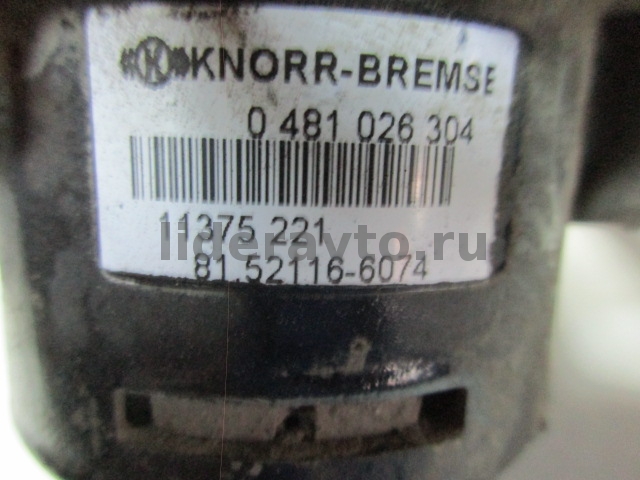 KNORR-BREMSE
0 481 026 304
11375 221
lideravto.ru
81.52116-6074